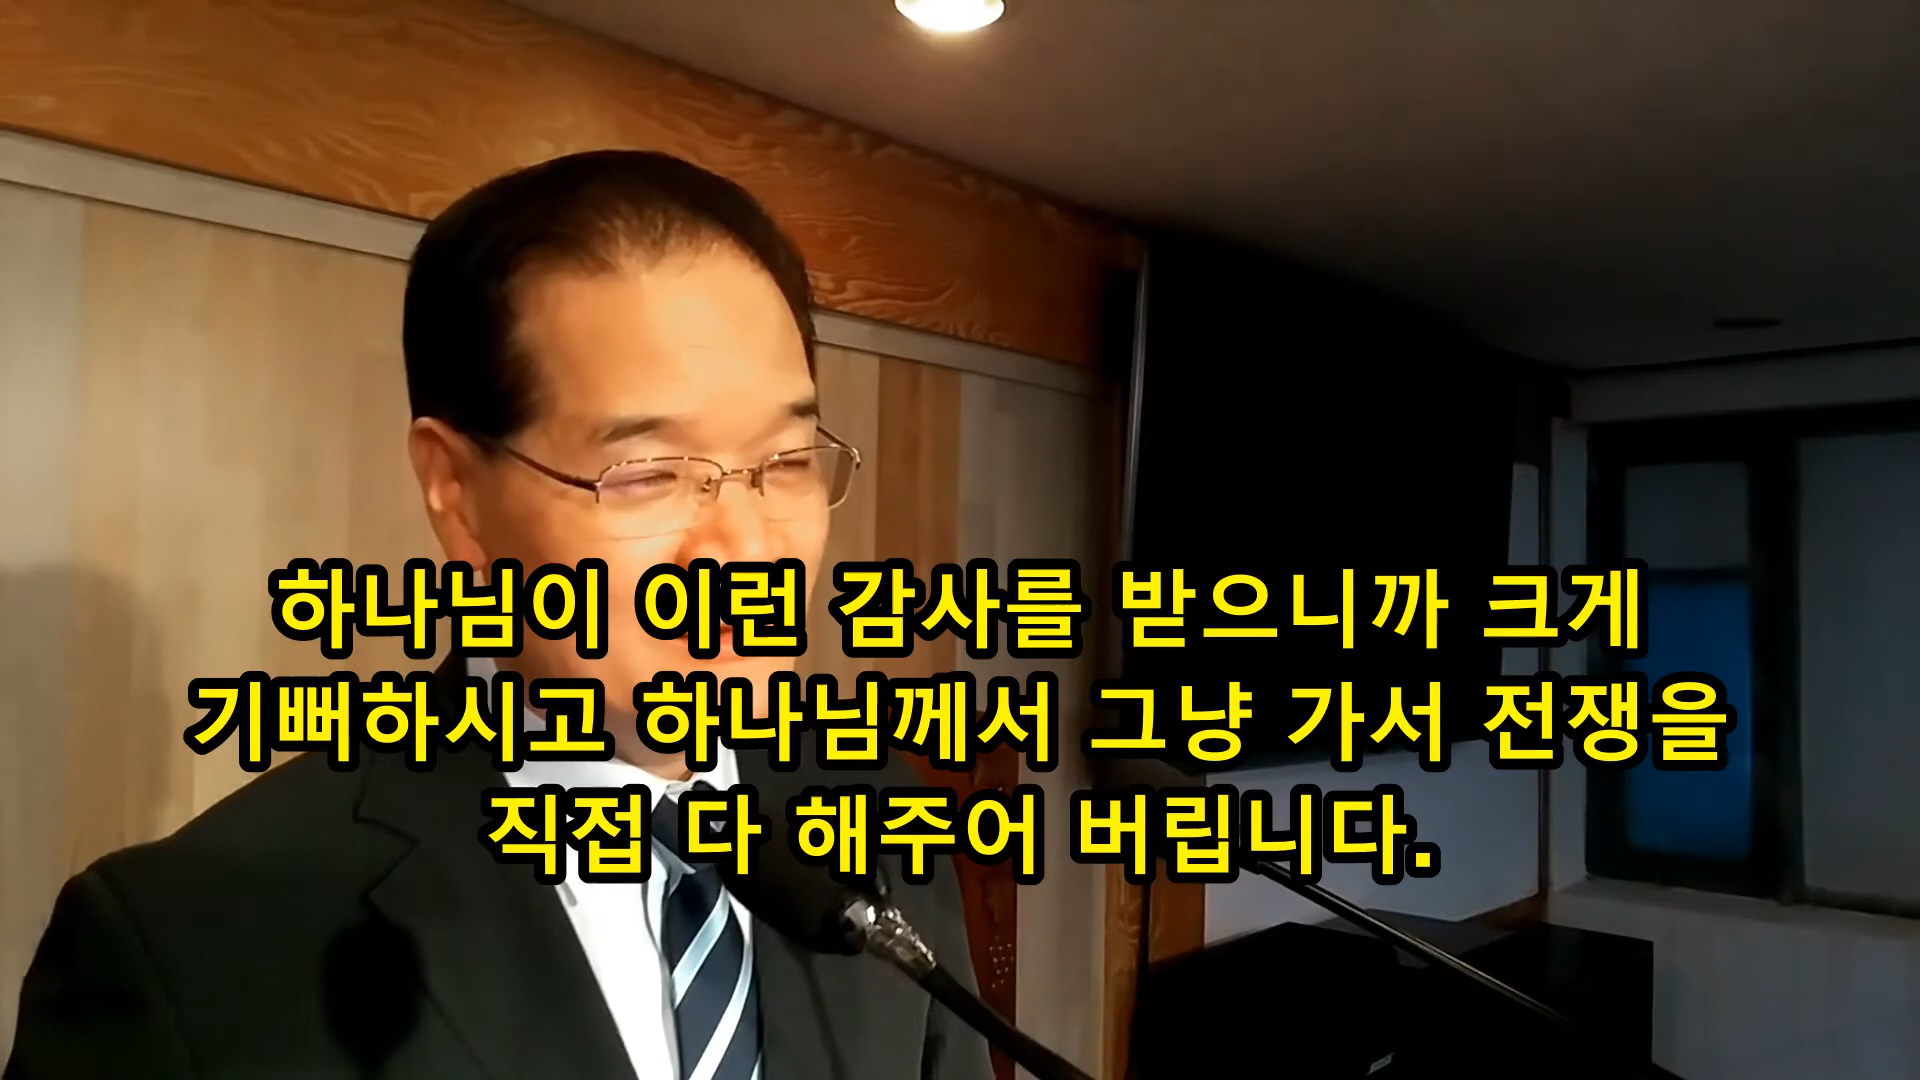 하나님이 이런 감사를 받으니까 크게
기뻐하시고 하나님께서 그냥 가서 전쟁을
직접 다 해주어 버립니다.